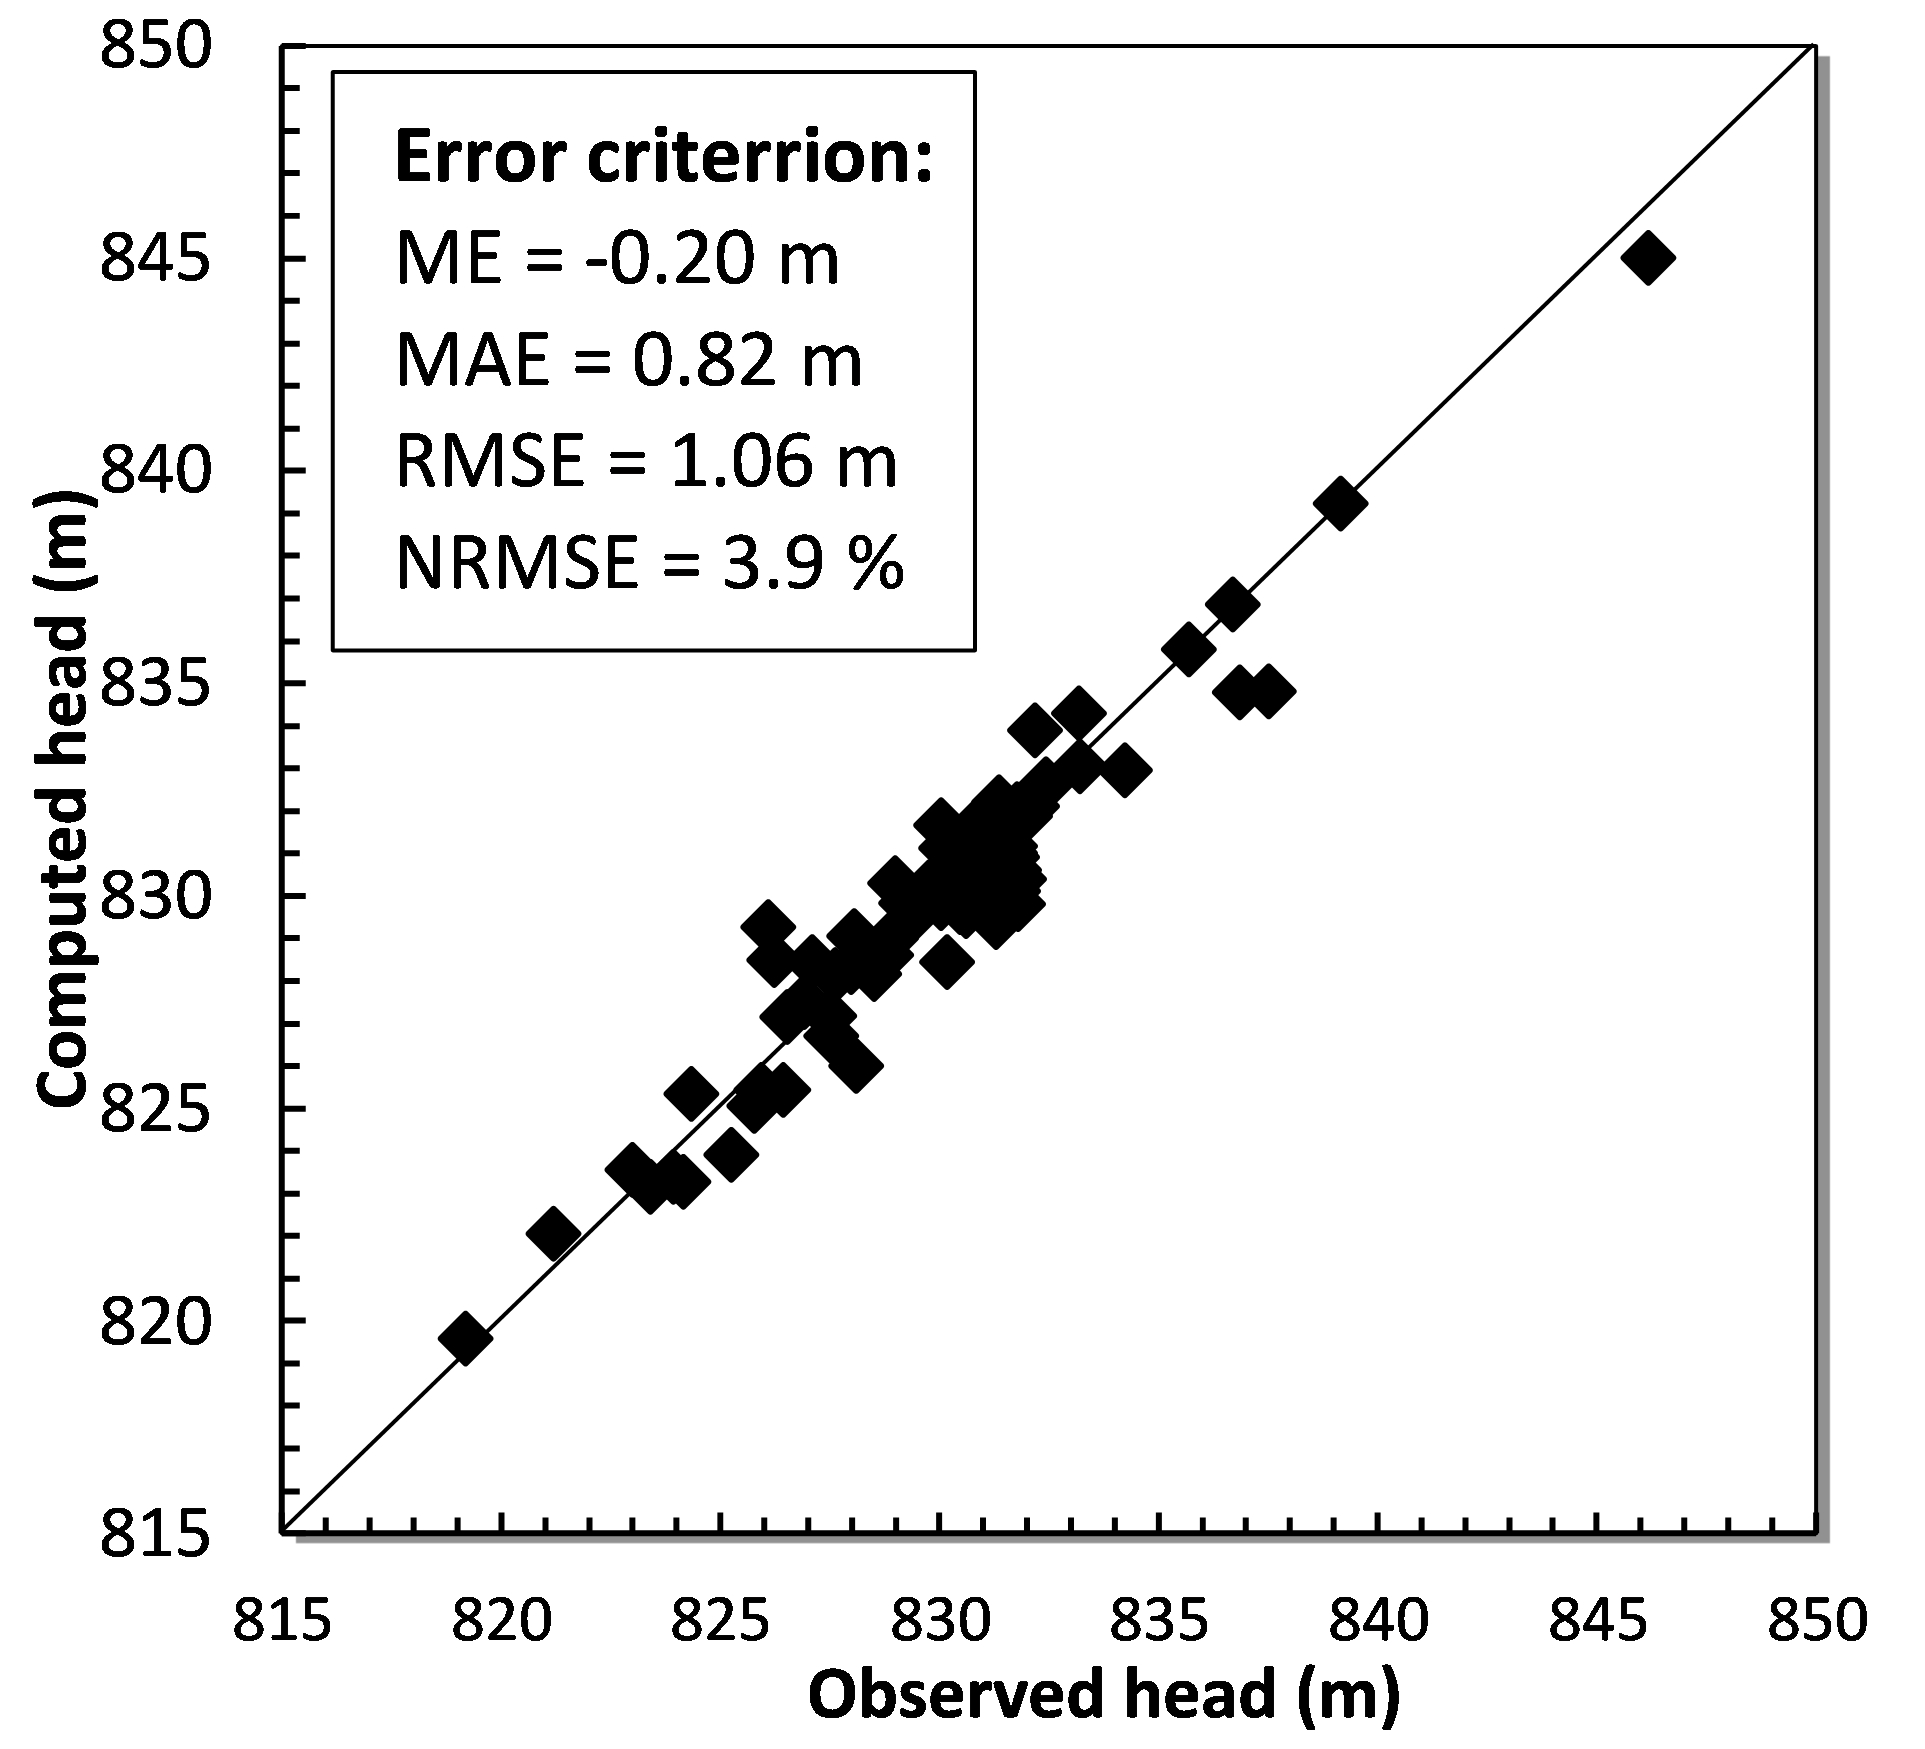 850
845
840
835
830
825
820
815
Computed head (m)
Error criterrion:
ME = -0.20 m
MAE = 0.82 m
RMSE = 1.06 m
NRMSE = 3.9 %
815 820 825 830 835 840 845 850
Observed head (m)